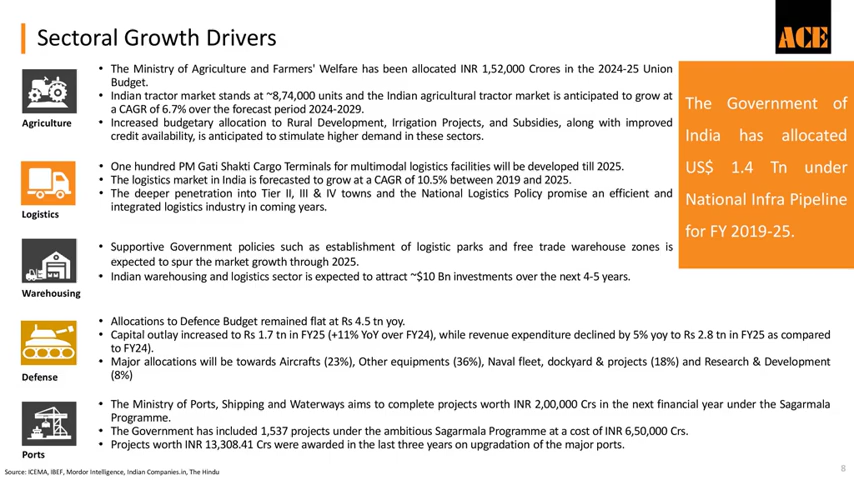 Sectoral Growth Drivers
ACE
• The Ministry of Agriculture and Farmers' Welfare has been allocated INR 1,52,000 Crores in the 2024-25 Union
Budget.
• Indian tractor market stands at ~8,74,000 units and the Indian agricultural tractor market is anticipated to grow at
a CAGR of 6.7% over the forecast period 2024-2029.
• Increased budgetary allocation to Rural Development, Irrigation Projects, and Subsidies, along with improved
credit availability, is anticipated to stimulate higher demand in these sectors.
Agriculture
• One hundred PM Gati Shakti Cargo Terminals for multimodal logistics facilities will be developed till 2025.
• The logistics market in India is forecasted to grow at a CAGR of 10.5% between 2019 and 2025.
• The deeper penetration into Tier II, III & IV towns and the National Logistics Policy promise an efficient and
integrated logistics industry in coming years.
Logistics
• Supportive Government policies such as establishment of logistic parks and free trade warehouse zones is
expected to spur the market growth through 2025.
• Indian warehousing and logistics sector is expected to attract ~$10 Bn investments over the next 4-5 years.
Warehousing
The Government of
India has allocated
US$ 1.4 Tn under
National Infra Pipeline
for FY 2019-25.
• Allocations to Defence Budget remained flat at Rs 4.5 tn yoy.
• Capital outlay increased to Rs 1.7 tn in FY25 (+11% YoY over FY24), while revenue expenditure declined by 5% yoy to Rs 2.8 tn in FY25 as compared
to FY24).
• Major allocations will be towards Aircrafts (23%), Other equipments (36%), Naval fleet, dockyard & projects (18%) and Research & Development
(8%)
Defense
• The Ministry of Ports, Shipping and Waterways aims to complete projects worth INR 2,00,000 Crs in the next financial year under the Sagarmala
Programme.
• The Government has included 1,537 projects under the ambitious Sagarmala Programme at a cost of INR 6,50,000 Crs.
• Projects worth INR 13,308.41 Crs were awarded in the last three years on upgradation of the major ports.
Ports
Source: ICEMA, IBEF, Mordor Intelligence, Indian Companies.in, The Hindu
8